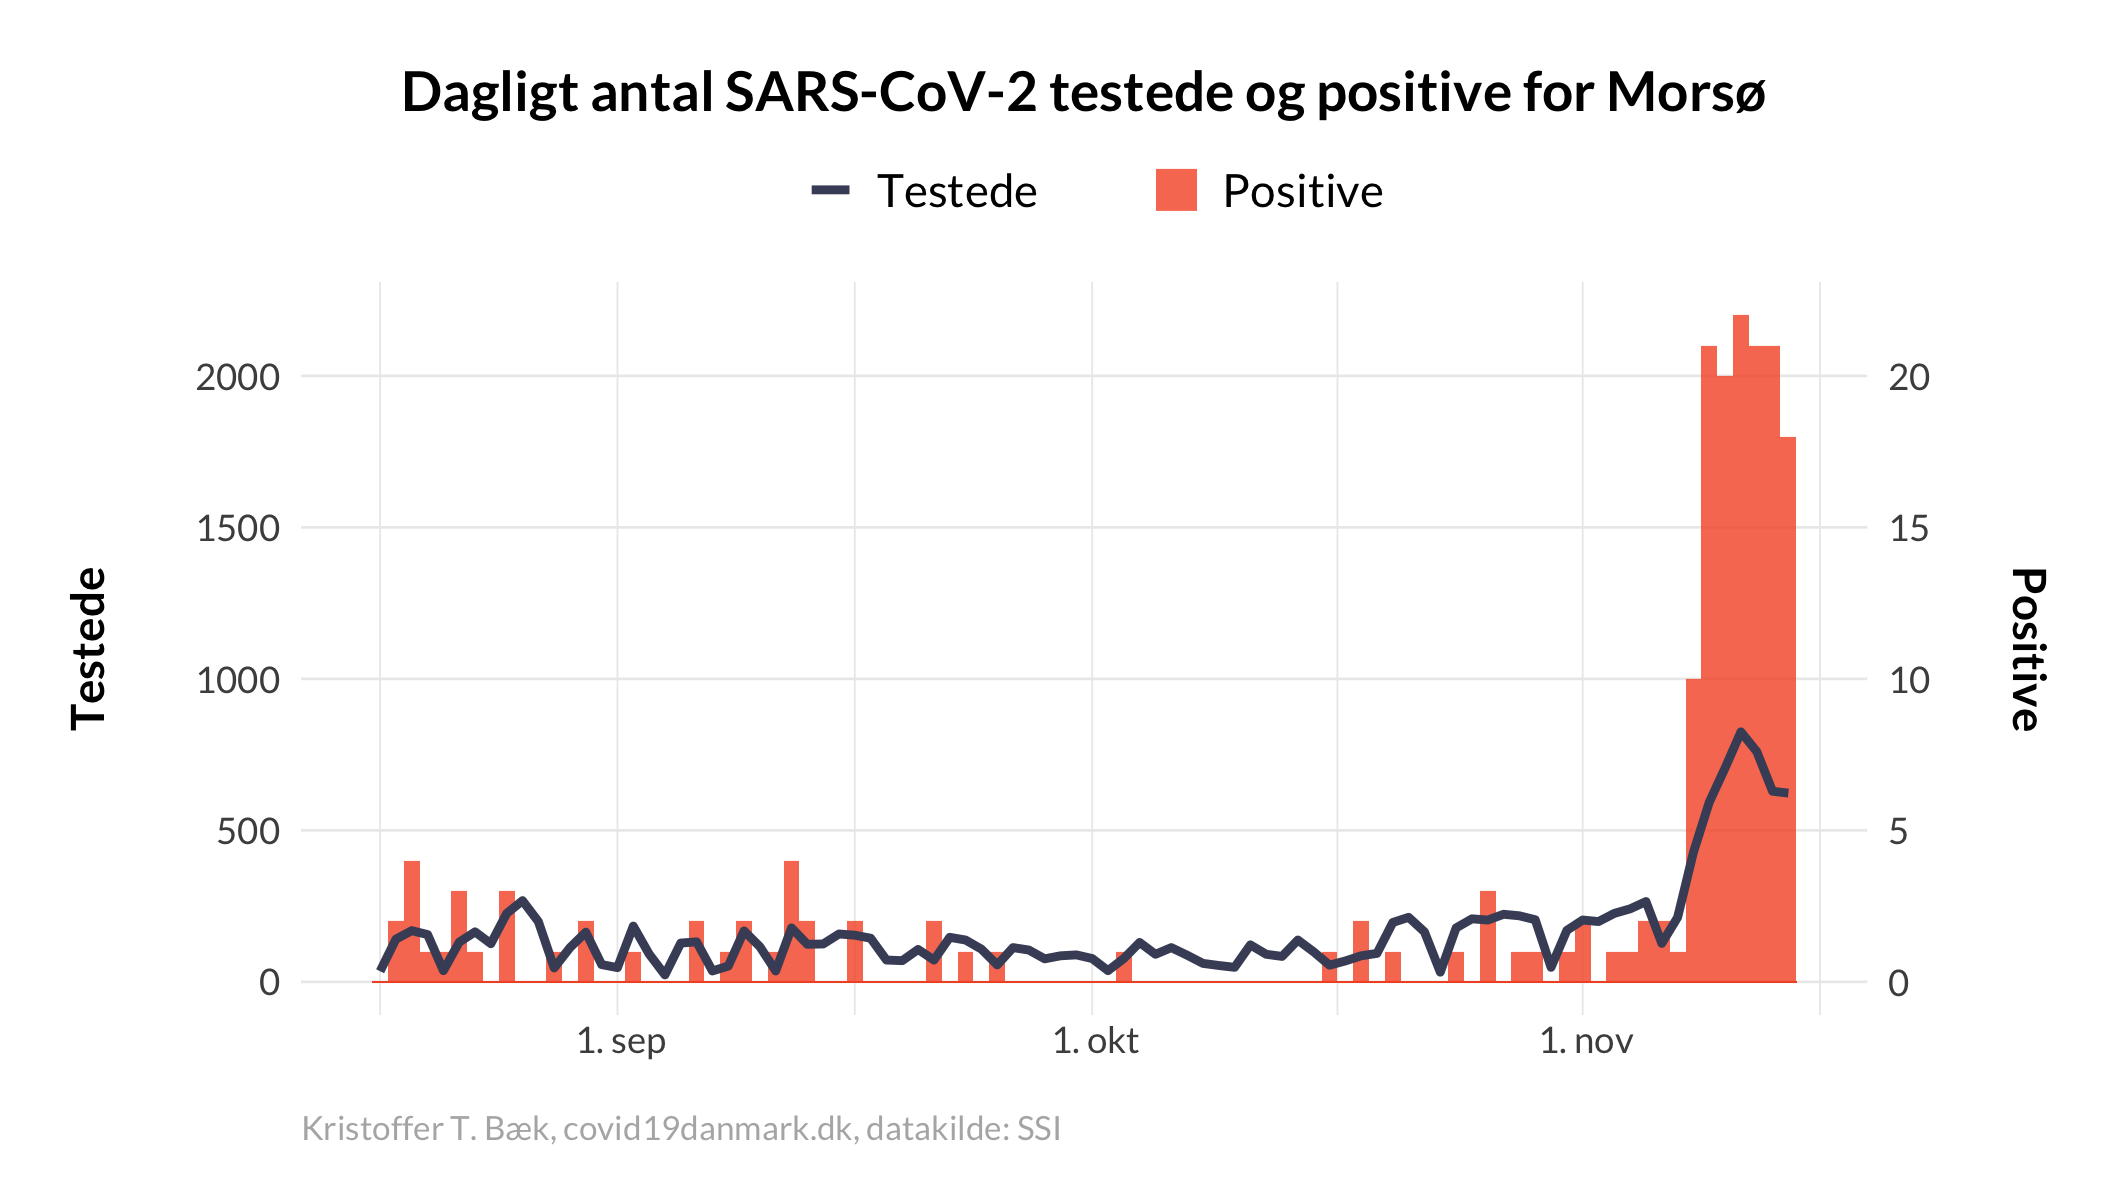 Dagligt antal SARS-CoV-2 testede og positive for Morsø
Testede
Positive
2000
1500
1000
500
0
Testede
20
15
10
5
0
Positive
1. sep
1. okt
1. nov
Kristoffer T. Bæk, covid19danmark.dk, datakilde: SSI